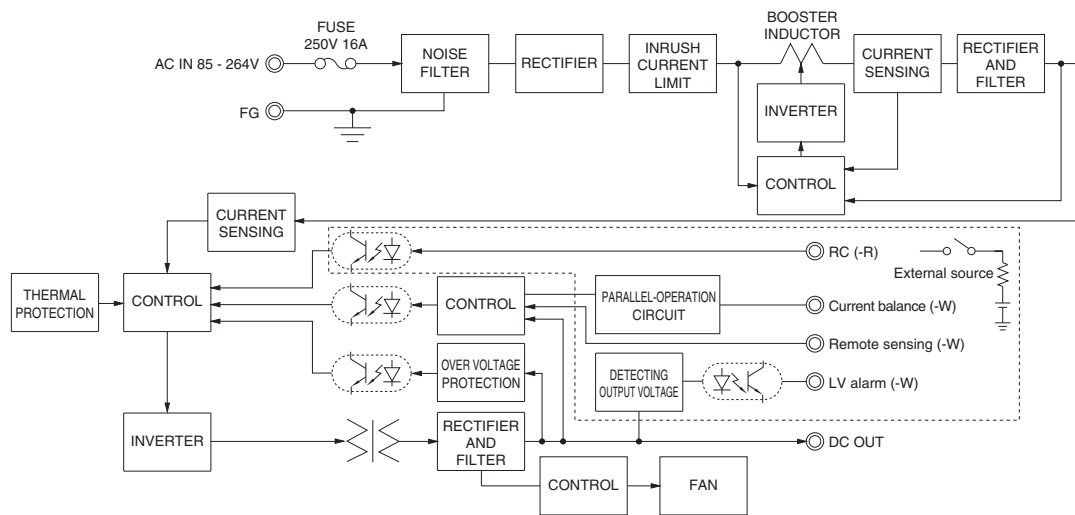 FUSE
250V 16A
AC IN 85 - 264V
FG
NOISE
FILTER
RECTIFIER
INRUSH
CURRENT
LIMIT
BOOSTER
INDUCTOR
CURRENT
SENSING
RECTIFIER
AND
FILTER
INVERTER
CONTROL
CURRENT
SENSING
RC (-R)
External source
THERMAL
PROTECTION
CONTROL
CONTROL
PARALLEL-OPERATION
CIRCUIT
Current balance (-W)
Remote sensing (-W)
OVER VOLTAGE
PROTECTION
DETECTING
OUTPUT VOLTAGE
LV alarm (-W)
INVERTER
RECTIFIER
AND
FILTER
DC OUT
CONTROL
FAN